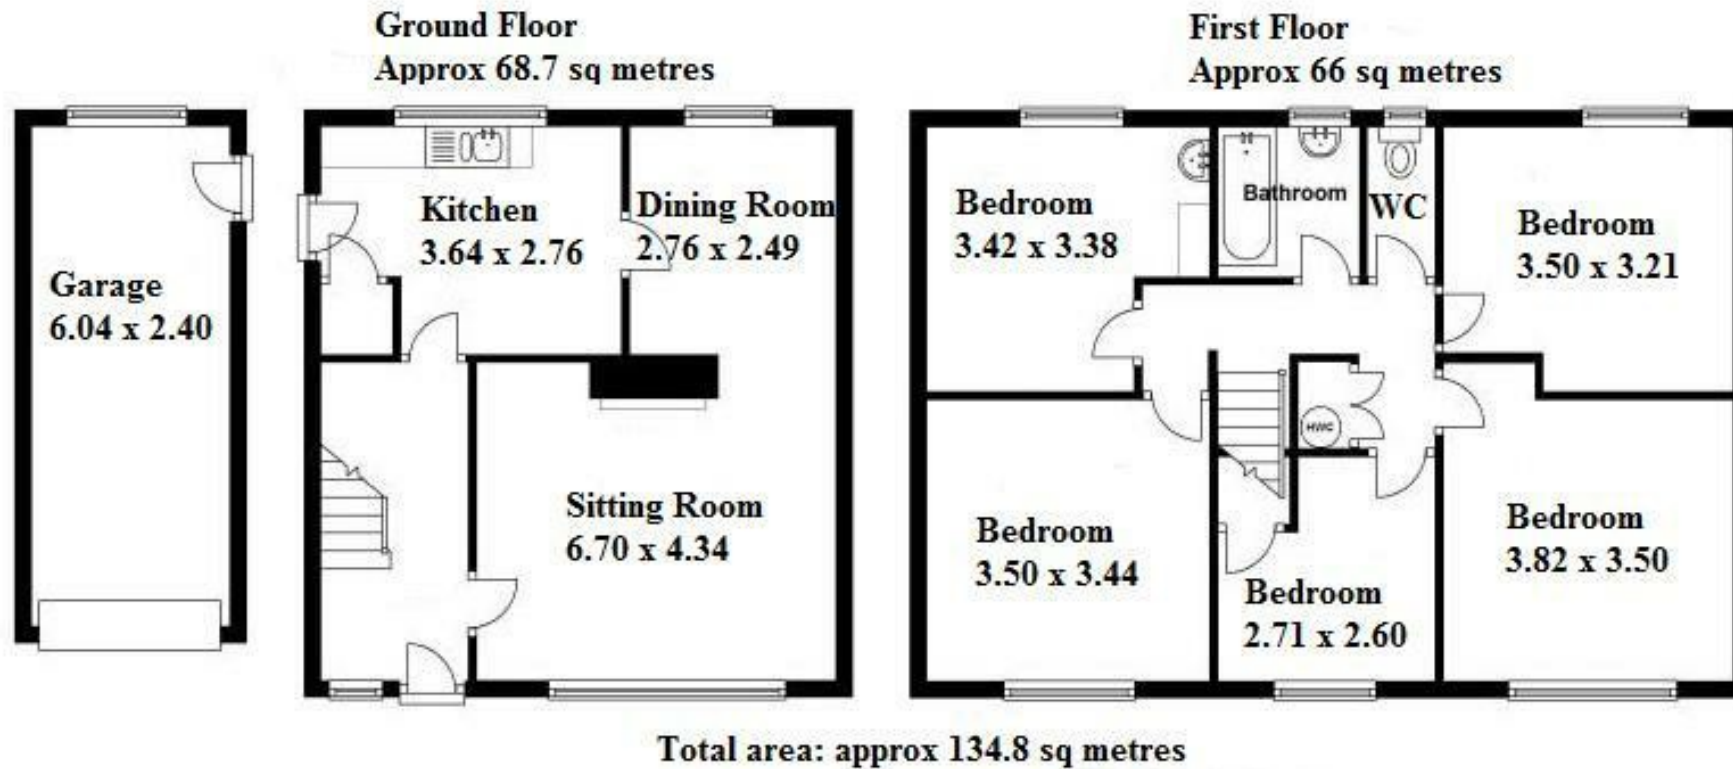 Ground Floor
Approx 68.7 sq metres
First Floor
Approx 66 sq metres
Garage
6.04 x 2.40
Kitchen
3.64 x 2.76
Dining Room
2.76 x 2.49
Sitting Room
6.70 x 4.34
Bedroom
3.42 x 3.38
Bathroom
WC
Bedroom
3.50 x 3.21
HWC
Bedroom
3.50 x 3.44
Bedroom
2.71 x 2.60
Bedroom
3.82 x 3.50
Total area: approx 134.8 sq metres